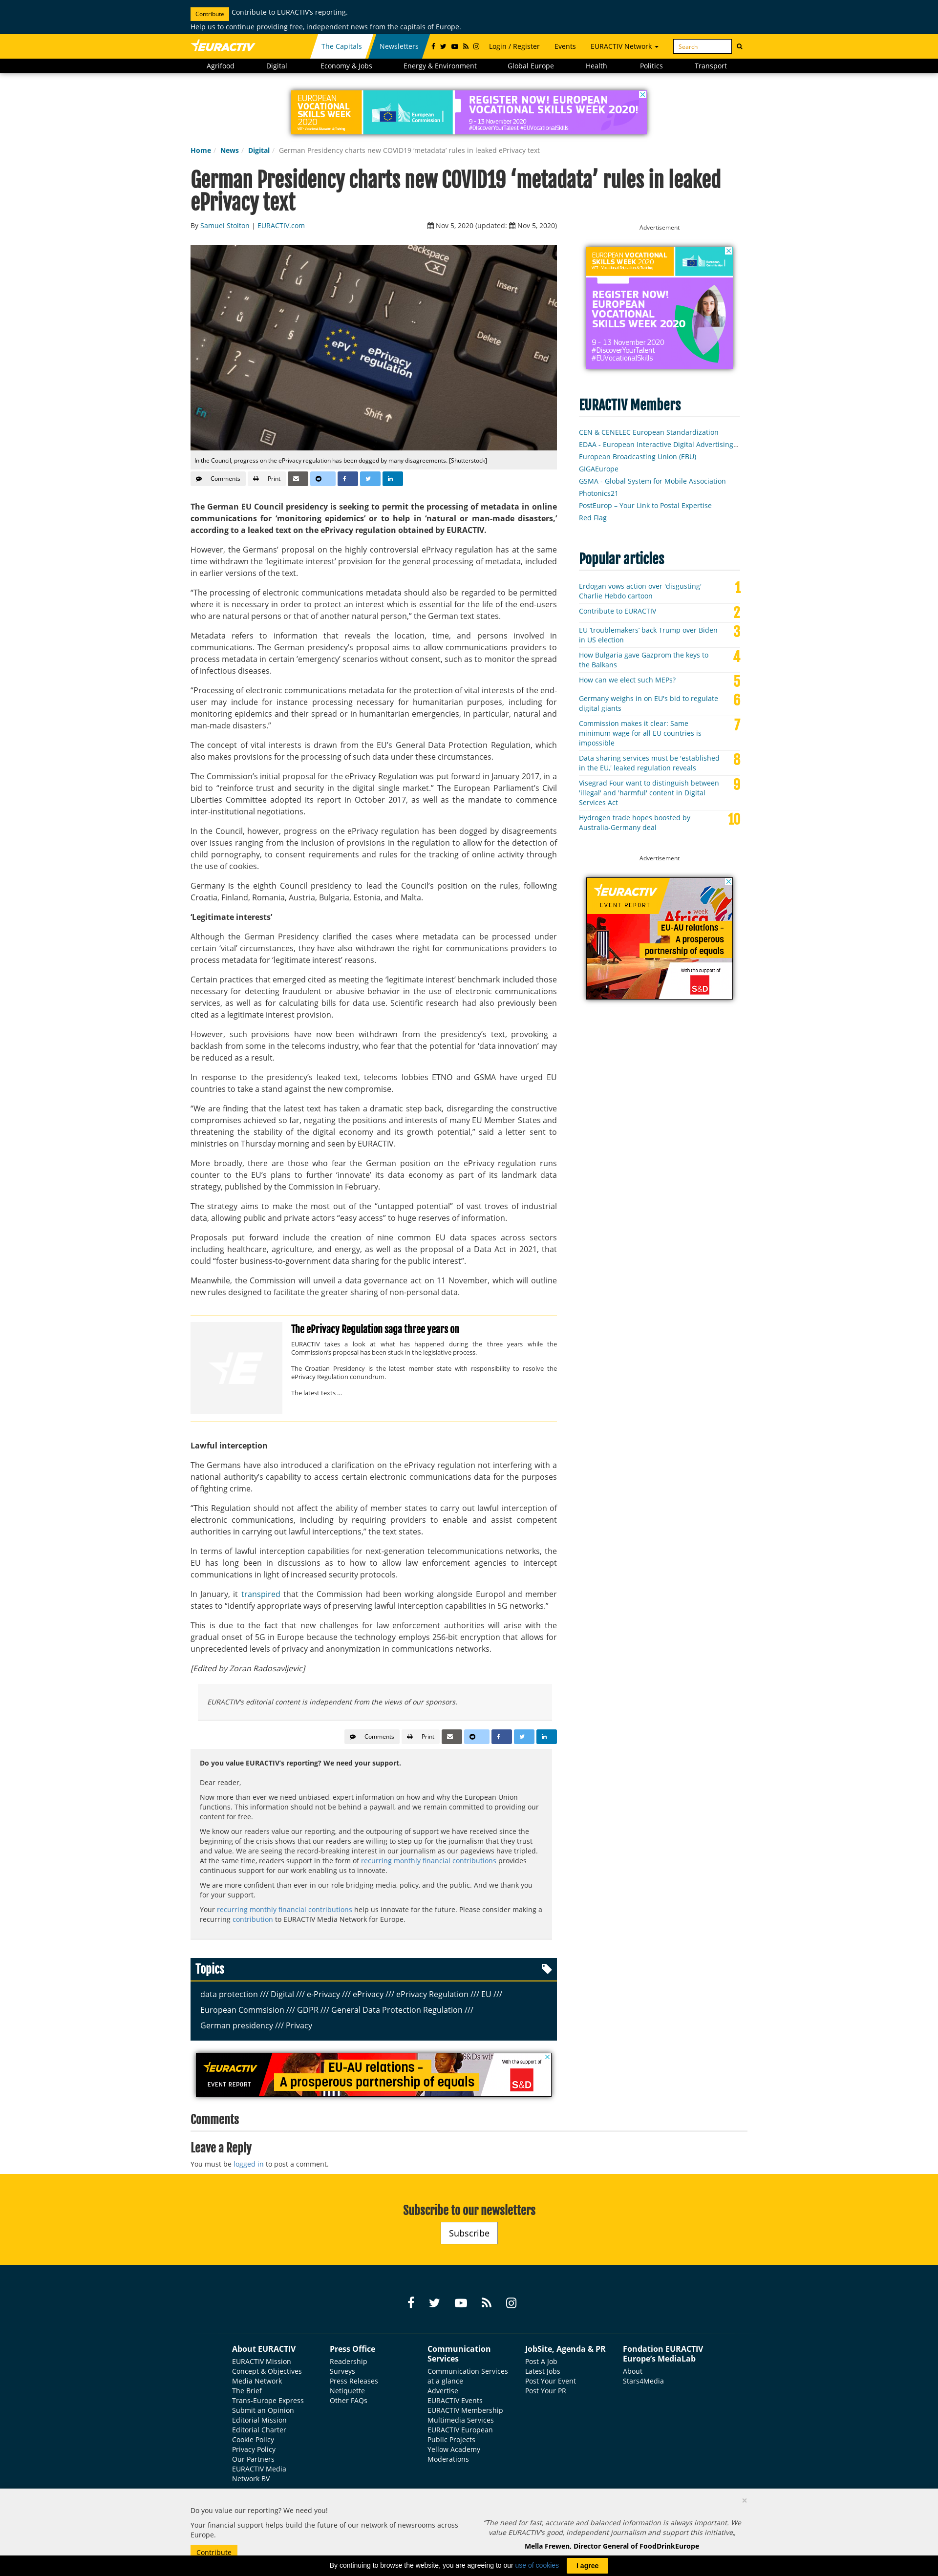 Contribute Contribute to EURACTIV's reporting.
Help us to continue providing free, independent news from the capitals of Europe.
EURACTIV
The Capitals
Newsletters
Login / Register
Events
EURACTIV Network
Search
Agrifood
Digital
Economy & Jobs
Energy & Environment
Global Europe
Health
Politics
Transport
EUROPEAN VOCATIONAL SKILLS WEEK 2020
European Commission
REGISTER NOW! EUROPEAN VOCATIONAL SKILLS WEEK 2020!
9 - 13 November 2020
#DiscoverYourTalent #EUVocationalSkills
Home / News / Digital / German Presidency charts new COVID19 'metadata' rules in leaked ePrivacy text
German Presidency charts new COVID19 ‘metadata’ rules in leaked
ePrivacy text
By Samuel Stolton | EURACTIV.com
Nov 5, 2020 (updated: Nov 5, 2020)
Backspace
ePV
ePrivacy regulation
Delete
Insert
Down
End
Shift
Fn
In the Council, progress on the ePrivacy regulation has been dogged by many disagreements. [Shutterstock]
Comments
Print
The German EU Council presidency is seeking to permit the processing of metadata in online
communications for ‘monitoring epidemics’ or to help in ‘natural or man-made disasters,’
according to a leaked text on the ePrivacy regulation obtained by EURACTIV.
However, the Germans’ proposal on the highly controversial ePrivacy regulation has at the same
time withdrawn the ‘legitimate interest’ provision for the general processing of metadata, included
in earlier versions of the text.
“The processing of electronic communications metadata should also be regarded to be permitted
where it is necessary in order to protect an interest which is essential for the life of the end-users
who are natural persons or that of another natural person,” the German text states.
Metadata refers to information that reveals the location, time, and persons involved in
communications. The German presidency’s proposal aims to allow communication providers to
process metadata in certain ‘emergency’ scenarios without consent, such as to monitor the spread
of infectious diseases.
“Processing of electronic communications metadata for the protection of vital interests of the end-
user may include for instance processing necessary for humanitarian purposes, including for
monitoring epidemics and their spread or in humanitarian emergencies, in particular, natural and
man-made disasters.”
The concept of vital interests is drawn from the EU’s General Data Protection Regulation, which
also makes provisions for the processing of such data under these circumstances.
The Commission’s initial proposal for the ePrivacy Regulation was put forward in January 2017, in a
bid to “reinforce trust and security in the digital single market.” The European Parliament’s Civil
Liberties Committee adopted its report in October 2017, as well as the mandate to commence
inter-institutional negotiations.
In the Council, however, progress on the ePrivacy regulation has been dogged by disagreements
over issues ranging from the inclusion of provisions in the regulation to allow for the detection of
child pornography, to consent requirements and rules for the tracking of online activity through
the use of cookies.
Germany is the eighth Council presidency to lead the Council’s position on the rules, following
Croatia, Finland, Romania, Austria, Bulgaria, Estonia, and Malta.
‘Legitimate interests’
Although the German Presidency clarified the cases where metadata can be processed under
certain ‘vital’ circumstances, they have also withdrawn the right for communications providers to
process metadata for ‘legitimate interest’ reasons.
Certain practices that emerged cited as meeting the ‘legitimate interest’ benchmark included those
necessary for detecting fraudulent or abusive behavior in the use of electronic communications
services, as well as for calculating bills for data use. Scientific research had also previously been
cited as a legitimate interest provision.
However, such provisions have now been withdrawn from the presidency’s text, provoking a
backlash from some in the telecoms industry, who fear that the potential for ‘data innovation’ may
be reduced as a result.
In response to the presidency’s leaked text, telecoms lobbies ETNO and GSMA have urged EU
countries to take a stand against the new compromise.
“We are finding that the latest text has taken a dramatic step back, disregarding the constructive
compromises achieved so far, negating the positions and interests of many EU Member States and
threatening the stability of the digital economy and its growth potential,” said a letter sent to
ministries on Thursday morning and seen by EURACTIV.
More broadly, there are those who fear the German position on the ePrivacy regulation runs
counter to the EU’s plans to further ‘innovate’ its data economy as part of its landmark data
strategy, published by the Commission in February.
The strategy aims to make the most out of the “untapped potential” of vast troves of industrial
data, allowing public and private actors “easy access” to huge reserves of information.
Proposals put forward include the creation of nine common EU data spaces across sectors
including healthcare, agriculture, and energy, as well as the proposal of a Data Act in 2021, that
could “foster business-to-government data sharing for the public interest”.
Meanwhile, the Commission will unveil a data governance act on 11 November, which will outline
new rules designed to facilitate the greater sharing of non-personal data.
The ePrivacy Regulation saga three years on
EURACTIV takes a look at what has happened during the three years while the
Commission’s proposal has been stuck in the legislative process.
The Croatian Presidency is the latest member state with responsibility to resolve the
ePrivacy Regulation conundrum.
The latest texts ...
Lawful interception
The Germans have also introduced a clarification on the ePrivacy regulation not interfering with a
national authority’s capability to access certain electronic communications data for the purposes
of fighting crime.
“This Regulation should not affect the ability of member states to carry out lawful interception of
electronic communications, including by requiring providers to enable and assist competent
authorities in carrying out lawful interceptions,” the text states.
In terms of lawful interception capabilities for next-generation telecommunications networks, the
EU has long been in discussions as to how to allow law enforcement agencies to intercept
communications in light of increased security protocols.
In January, it transpired that the Commission had been working alongside Europol and member
states to “identify appropriate ways of preserving lawful interception capabilities in 5G networks.”
This is due to the fact that new challenges for law enforcement authorities will arise with the
gradual onset of 5G in Europe because the technology employs 256-bit encryption that allows for
unprecedented levels of privacy and anonymization in communications networks.
[Edited by Zoran Radosavljevic]
EURACTIV's editorial content is independent from the views of our sponsors.
Comments
Print
Do you value EURACTIV’s reporting? We need your support.
Dear reader,
Now more than ever we need unbiased, expert information on how and why the European Union
functions. This information should not be behind a paywall, and we remain committed to providing our
content for free.
We know our readers value our reporting, and the outpouring of support we have received since the
beginning of the crisis shows that our readers are willing to step up for the journalism that they trust
and value. We are seeing the record-breaking interest in our journalism as our pageviews have tripled.
At the same time, readers support in the form of recurring monthly financial contributions provides
continuous support for our work enabling us to innovate.
We are more confident than ever in our role bridging media, policy, and the public. And we thank you
for your support.
Your recurring monthly financial contributions help us innovate for the future. Please consider making a
recurring contribution to EURACTIV Media Network for Europe.
Topics
data protection /// Digital /// e-Privacy /// ePrivacy /// ePrivacy Regulation /// EU ///
European Commsision /// GDPR /// General Data Protection Regulation ///
German presidency /// Privacy
EURACTIV
EVENT REPORT
EU-AU relations -
A prosperous partnership of equals
With the support of
S&D
Comments
Leave a Reply
You must be logged in to post a comment.
Advertisement
EUROPEAN VOCATIONAL
SKILLS WEEK 2020
European Commission
REGISTER NOW!
EUROPEAN
VOCATIONAL
SKILLS WEEK 2020
9 - 13 November 2020
#DiscoverYourTalent
#EUVocationalSkills
EURACTIV Members
CEN & CENELEC European Standardization
EDAA - European Interactive Digital Advertising...
European Broadcasting Union (EBU)
GIGAEurope
GSMA - Global System for Mobile Association
Photonics21
PostEurop – Your Link to Postal Expertise
Red Flag
Popular articles
Erdogan vows action over 'disgusting'
Charlie Hebdo cartoon
1
Contribute to EURACTIV
2
EU 'troublemakers' back Trump over Biden
in US election
3
How Bulgaria gave Gazprom the keys to
the Balkans
4
How can we elect such MEPs?
5
Germany weighs in on EU's bid to regulate
digital giants
6
Commission makes it clear: Same
minimum wage for all EU countries is
impossible
7
Data sharing services must be 'established
in the EU,' leaked regulation reveals
8
Visegrad Four want to distinguish between
'illegal' and 'harmful' content in Digital
Services Act
9
Hydrogen trade hopes boosted by
Australia-Germany deal
10
Advertisement
EURACTIV
EVENT REPORT
Africa
week
EU-AU relations -
A prosperous
partnership of equals
With the support of
S&D
Subscribe to our newsletters
Subscribe
About EURACTIV
EURACTIV Mission
Concept & Objectives
Media Network
The Brief
Trans-Europe Express
Submit an Opinion
Editorial Mission
Editorial Charter
Cookie Policy
Privacy Policy
Our Partners
EURACTIV Media
Network BV
Press Office
Readership
Surveys
Press Releases
Netiquette
Other FAQs
Communication
Services
Communication Services
at a glance
Advertise
EURACTIV Events
EURACTIV Membership
Multimedia Services
EURACTIV European
Public Projects
Yellow Academy
Moderations
JobSite, Agenda & PR
Post A Job
Latest Jobs
Post Your Event
Post Your PR
Fondation EURACTIV
Europe’s MediaLab
About
Stars4Media
×
Do you value our reporting? We need you!
Your financial support helps build the future of our network of newsrooms across
Europe.
Contribute
“The need for fast, accurate and balanced information is always important. We
value EURACTIV's good, independent journalism and support this initiative„
Mella Frewen, Director General of FoodDrinkEurope
By continuing to browse the website, you are agreeing to our use of cookies
I agree